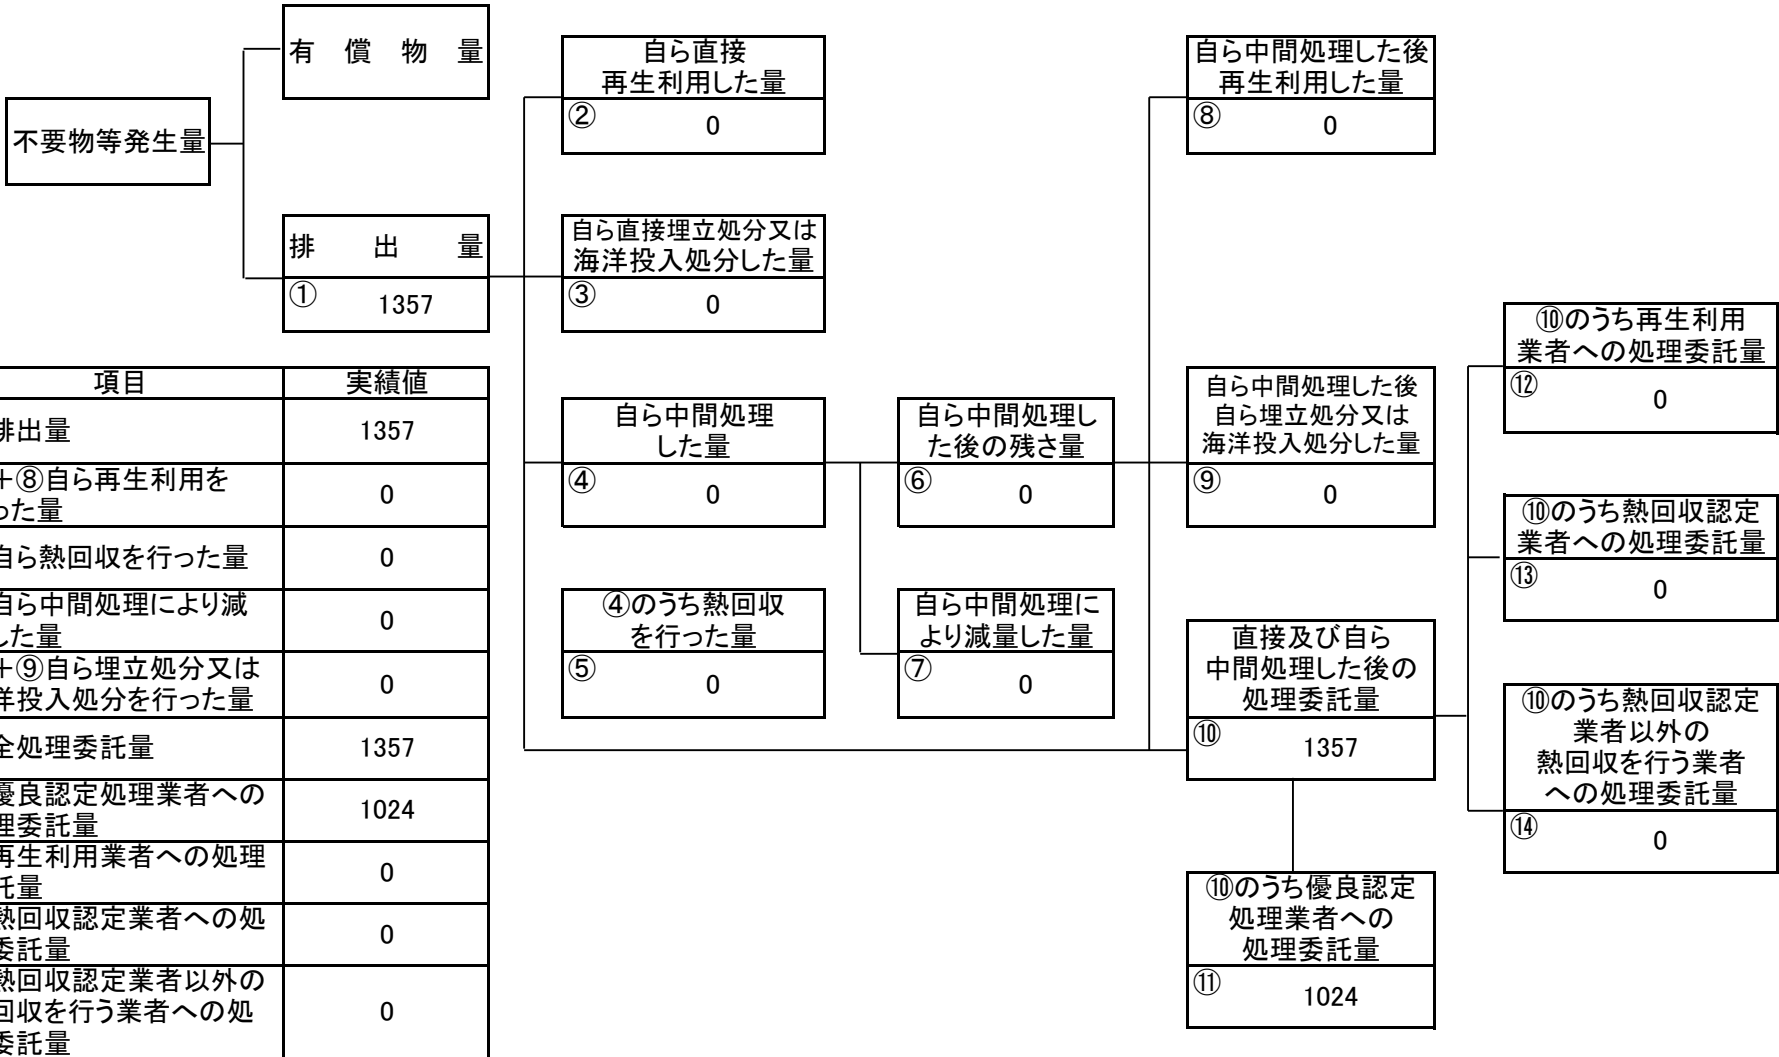 有償物量
不要物等発生量
排出量
①
1357
自ら直接
再生利用した量
②
0
自ら直接埋立処分又は
海洋投入処分した量
③
0
自ら中間処理
した量
④
0
④のうち熱回収
を行った量
⑤
0
自ら中間処理し
た後の残さ量
⑥
0
自ら中間処理に
より減量した量
⑦
0
自ら中間処理した後
再生利用した量
⑧
0
自ら中間処理した後
自ら埋立処分又は
海洋投入処分した量
⑨
0
直接及び自ら
中間処理した後の
処理委託量
⑩
1357
⑩のうち優良認定
処理業者への
処理委託量
⑪
1024
⑩のうち再生利用
業者への処理委託量
⑫
0
⑩のうち熱回収認定
業者への処理委託量
⑬
0
⑩のうち熱回収認定
業者以外の
熱回収を行う業者
への処理委託量
⑭
0
項目 実績値
排出量 1357
+⑧自ら再生利用を
った量
0
自ら熱回収を行った量 0
自ら中間処理により減
した量
0
+⑨自ら埋立処分又は
洋投入処分を行った量
0
全処理委託量 1357
優良認定処理業者への
理委託量
1024
再生利用業者への処理
託量
0
熱回収認定業者への処
委託量
0
熱回収認定業者以外の
回収を行う業者への処
委託量
0